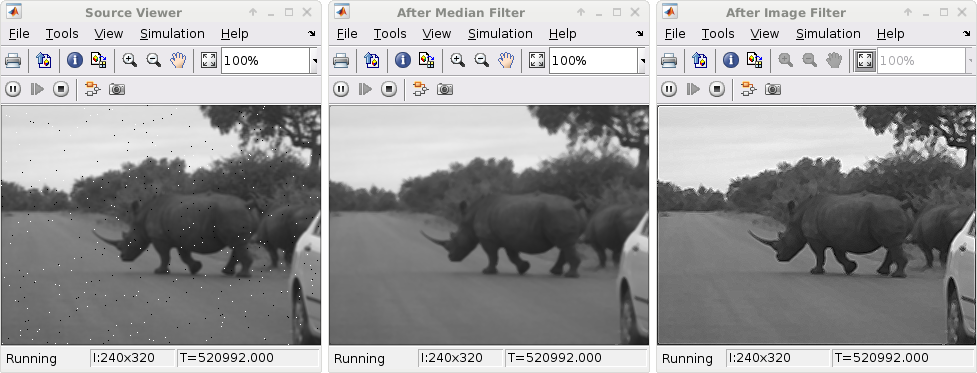 Source Viewer
File Tools View Simulation Help
100%
Running I:240x320 T=520992.000
After Median Filter
File Tools View Simulation Help
100%
Running I:240x320 T=520992.000
After Image Filter
File Tools View Simulation Help
100%
Running I:240x320 T=520992.000